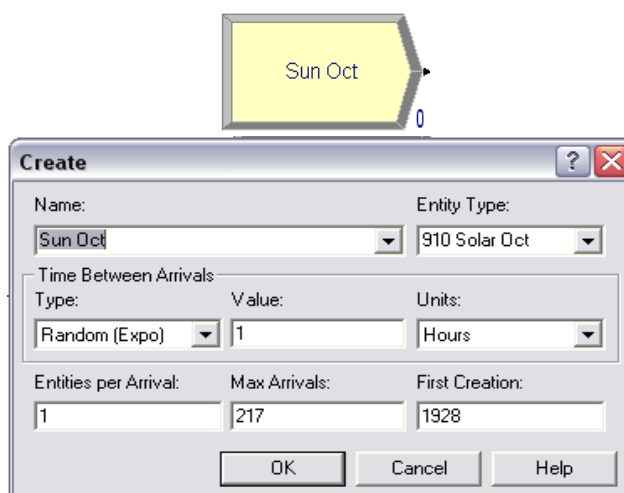 Sun Oct
0
Create
?
Name: Entity Type:
Sun Oct 910 Solar Oct
Time Between Arrivals
Type: Value: Units:
Random (Expo) 1 Hours
Entities per Arrival: Max Arrivals: First Creation:
1 217 1928
OK Cancel Help